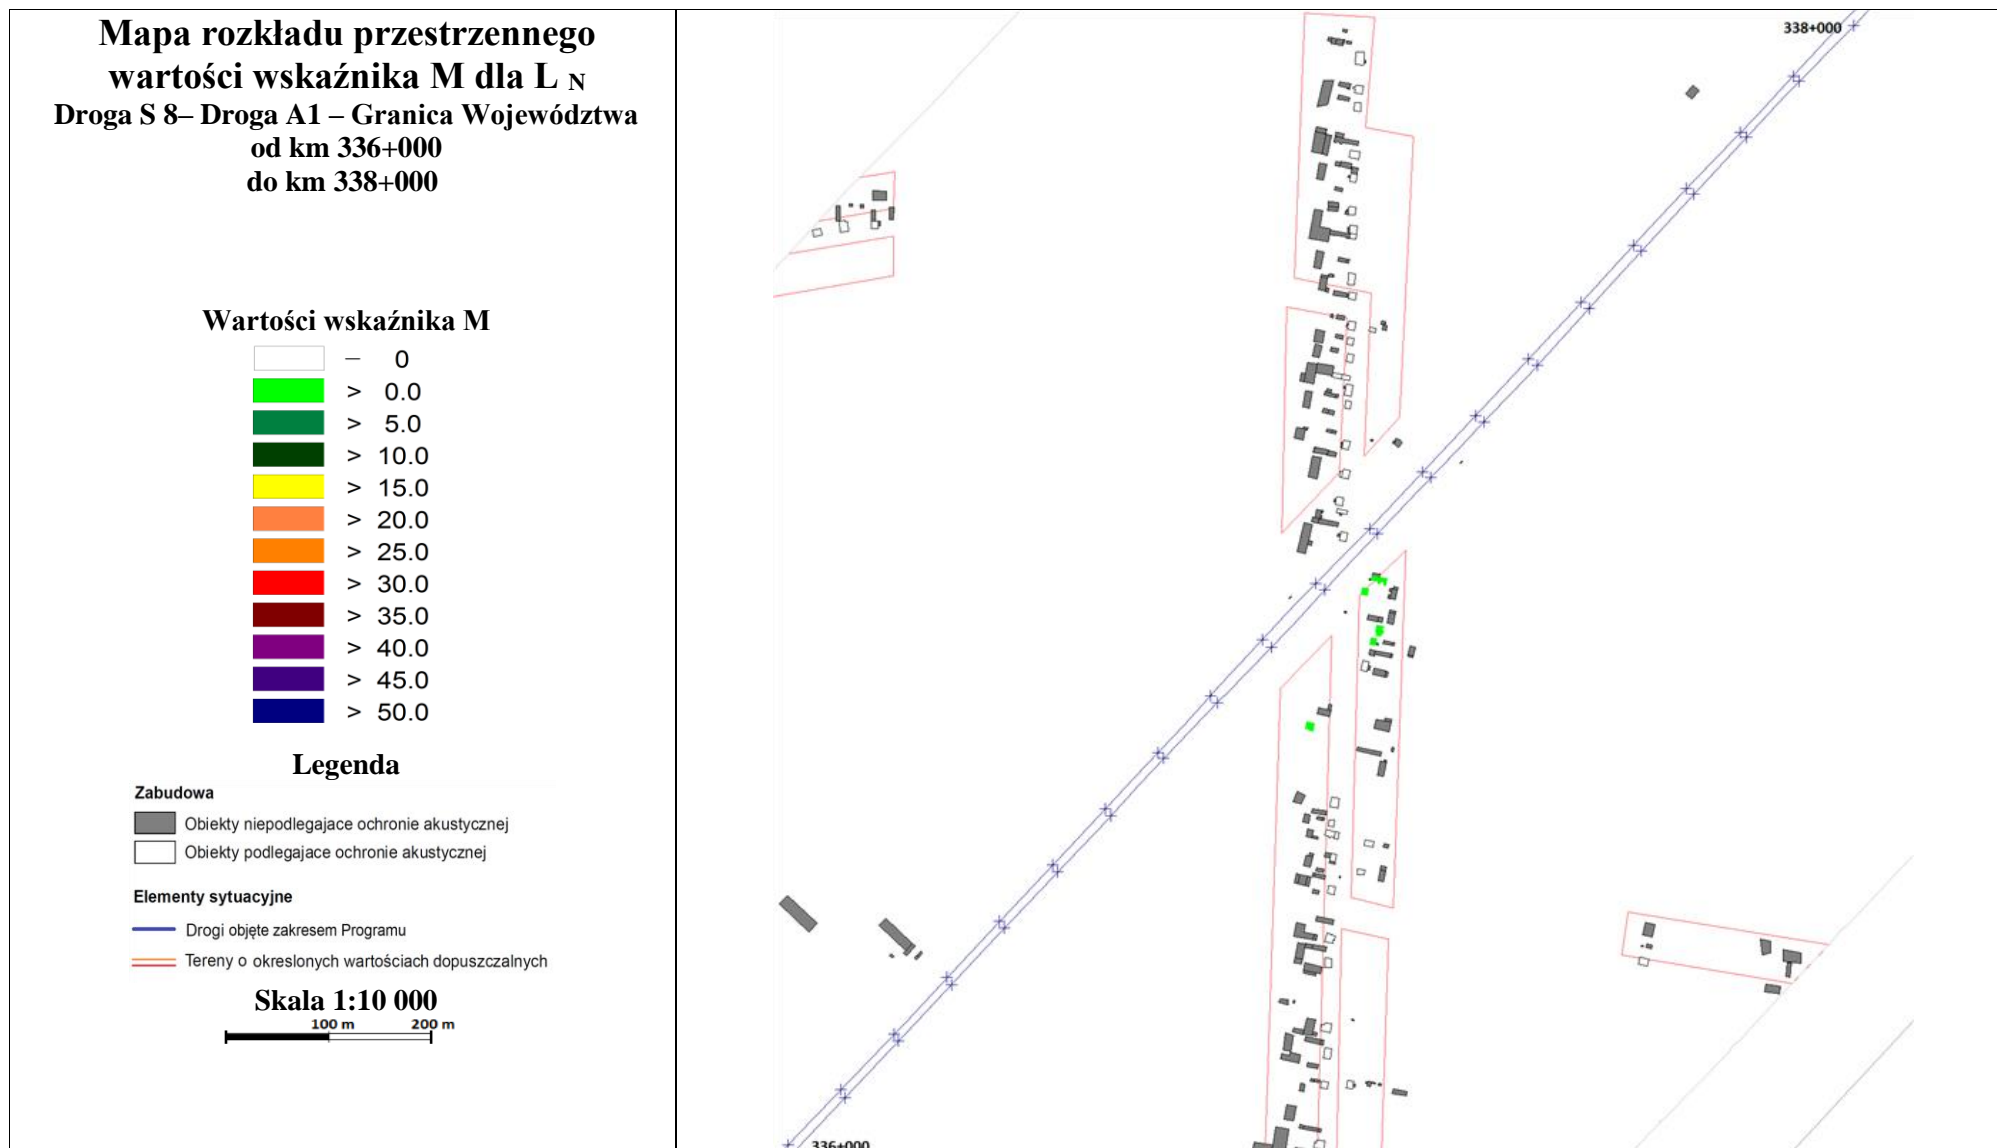 Mapa rozkładu przestrzennego
wartości wskaźnika M dla L N
Droga S 8– Droga A1 – Granica Województwa
od km 336+000
do km 338+000
Wartości wskaźnika M
– 0
> 0.0
> 5.0
> 10.0
> 15.0
> 20.0
> 25.0
> 30.0
> 35.0
> 40.0
> 45.0
> 50.0
Legenda
Zabudowa
Obiekty niepodlegajace ochronie akustycznej
Obiekty podlegajace ochronie akustycznej
Elementy sytuacyjne
Drogi objęte zakresem Programu
Tereny o okreslonych wartościach dopuszczalnych
Skala 1:10 000
100 m 200 m
338+000
336+000